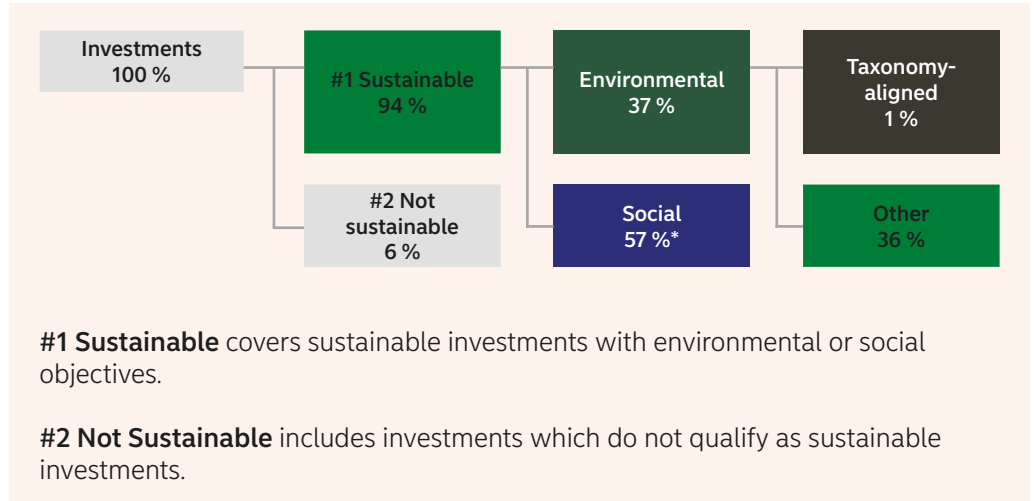 Investments
100 %
#1 Sustainable
94 %
Environmental
37 %
Taxonomy-
aligned
1 %
#2 Not
sustainable
6 %
Social
57 %*
Other
36 %
#1 Sustainable covers sustainable investments with environmental or social
objectives.
#2 Not Sustainable includes investments which do not qualify as sustainable
investments.